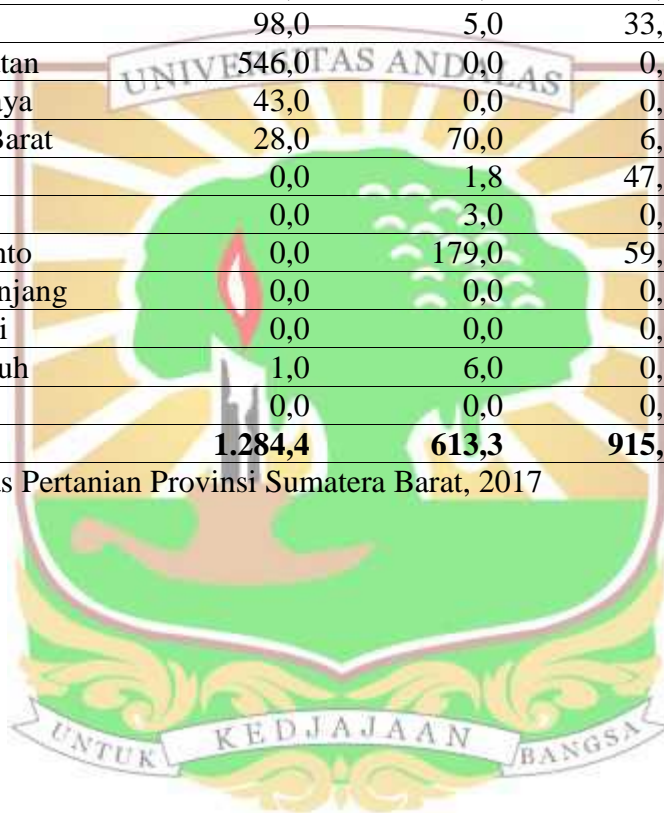 98,0 5,0 33,
tan 546,0 0,0 0,
aya 43,0 0,0 0,
Barat 28,0 70,0 6,
0,0 1,8 47,
0,0 3,0 0,
nto 0,0 179,0 59,
njang 0,0 0,0 0,
i 0,0 0,0 0,
uh 1,0 6,0 0,
0,0 0,0 0,
1.284,4 613,3 915,
s Pertanian Provinsi Sumatera Barat, 2017
UNIVERSITAS ANDALAS
UNTUK KEDJAJAAN BANGSA